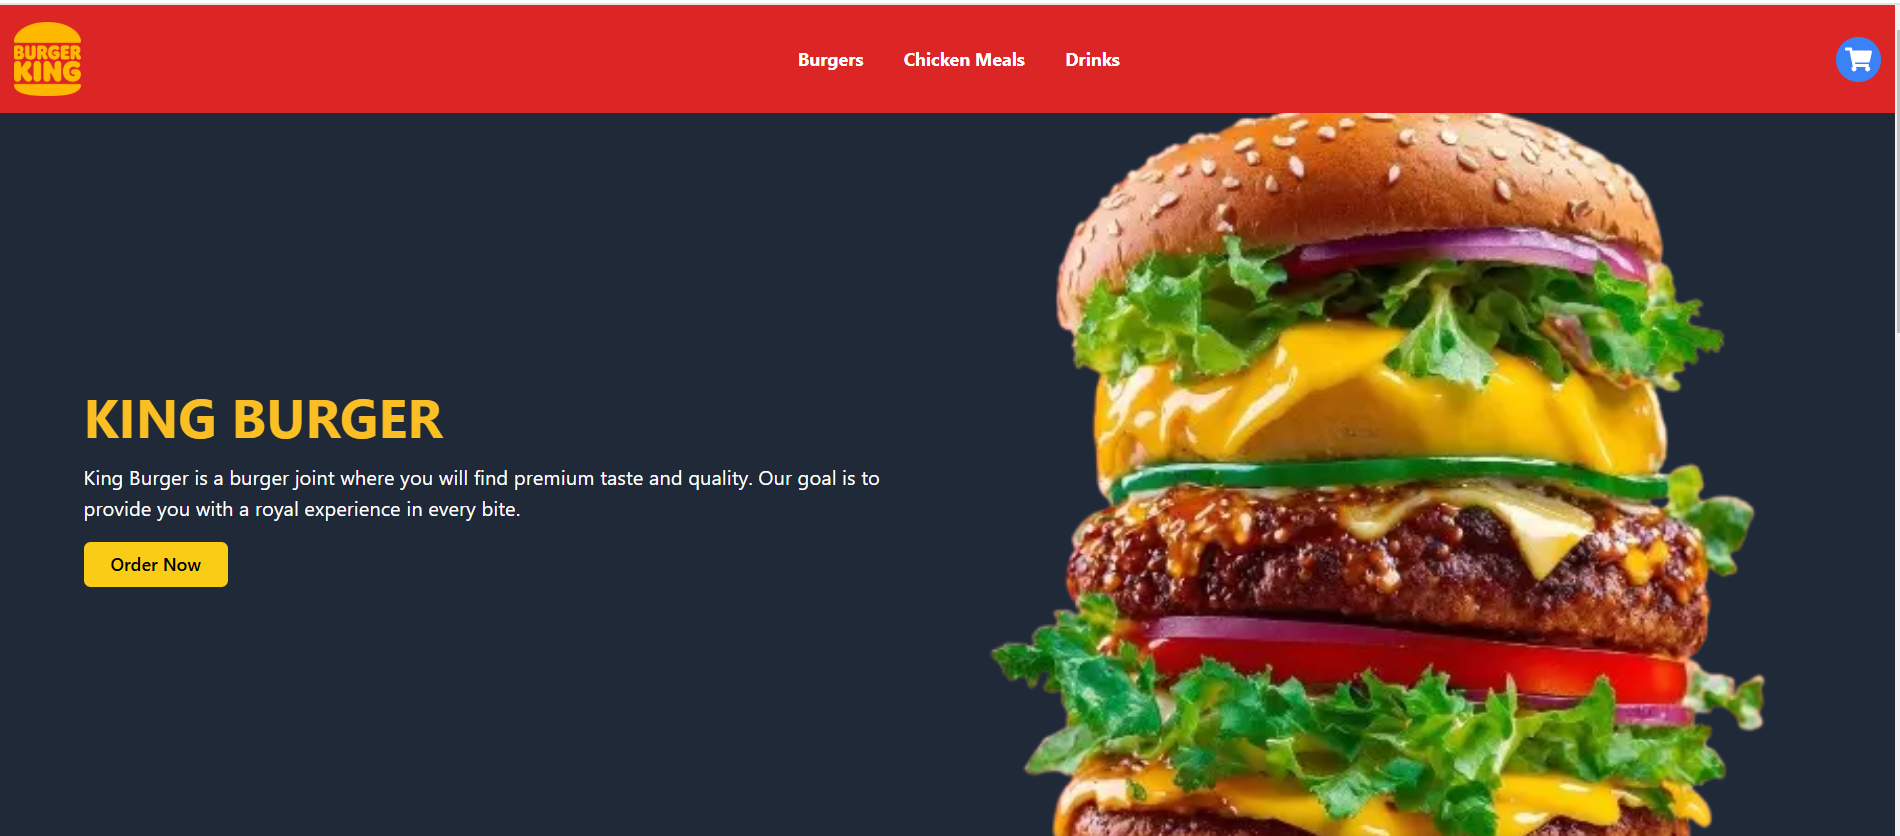 BURGER
KING
Burgers
Chicken Meals
Drinks
KING BURGER
King Burger is a burger joint where you will find premium taste and quality. Our goal is to
provide you with a royal experience in every bite.
Order Now